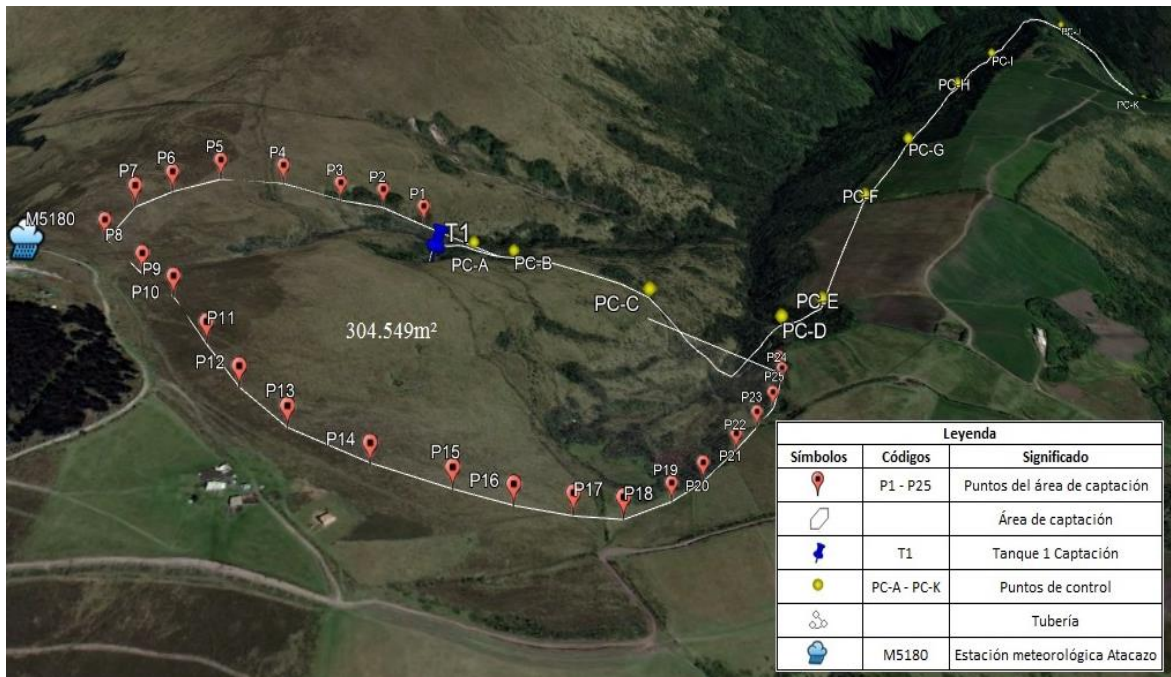 PC-J
PC-I
PC-H
PC-K
PC-G
P5
P4
P6
P3
P7
P2
PC-F
P1
M5180
P8
T1
PC-A
PC-B
P9
P10
PC-C
PC-E
PC-D
P11
304.549m²
P12
P24
P25
P13
P23
P14
P22
P15
P21
P19
P16
P20
P17
P18
Leyenda
Símbolos Códigos Significado
P1 - P25 Puntos del área de captación
Área de captación
T1 Tanque 1 Captación
PC-A - PC-K Puntos de control
Tubería
M5180 Estación meteorológica Atacazo